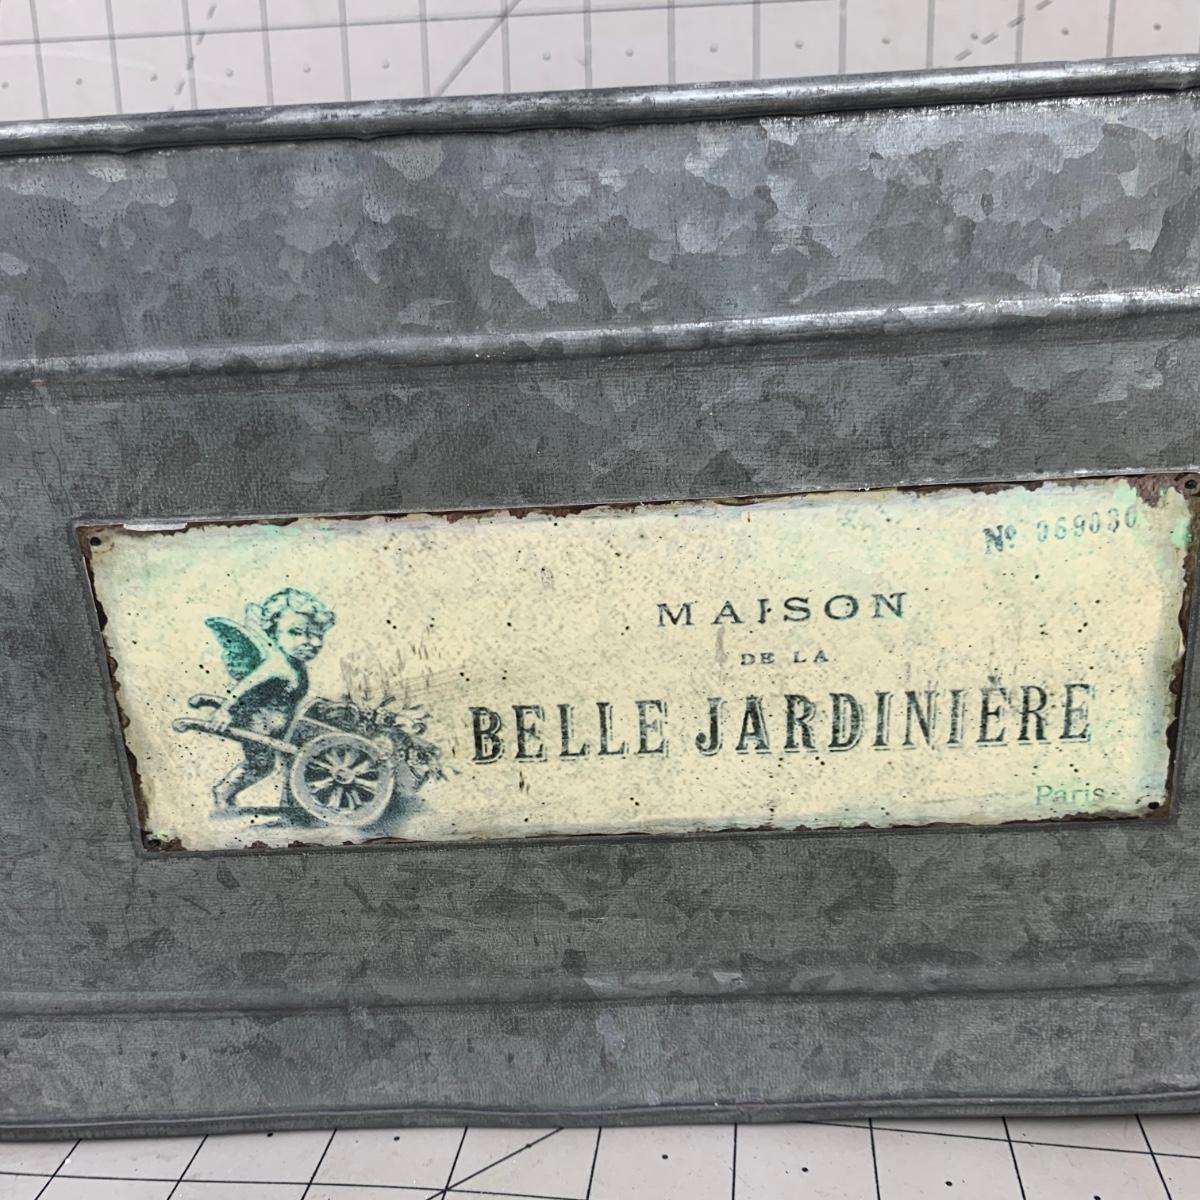 Nº 069030
MAISON
DE LA
BELLE JARDINIÈRE
Paris